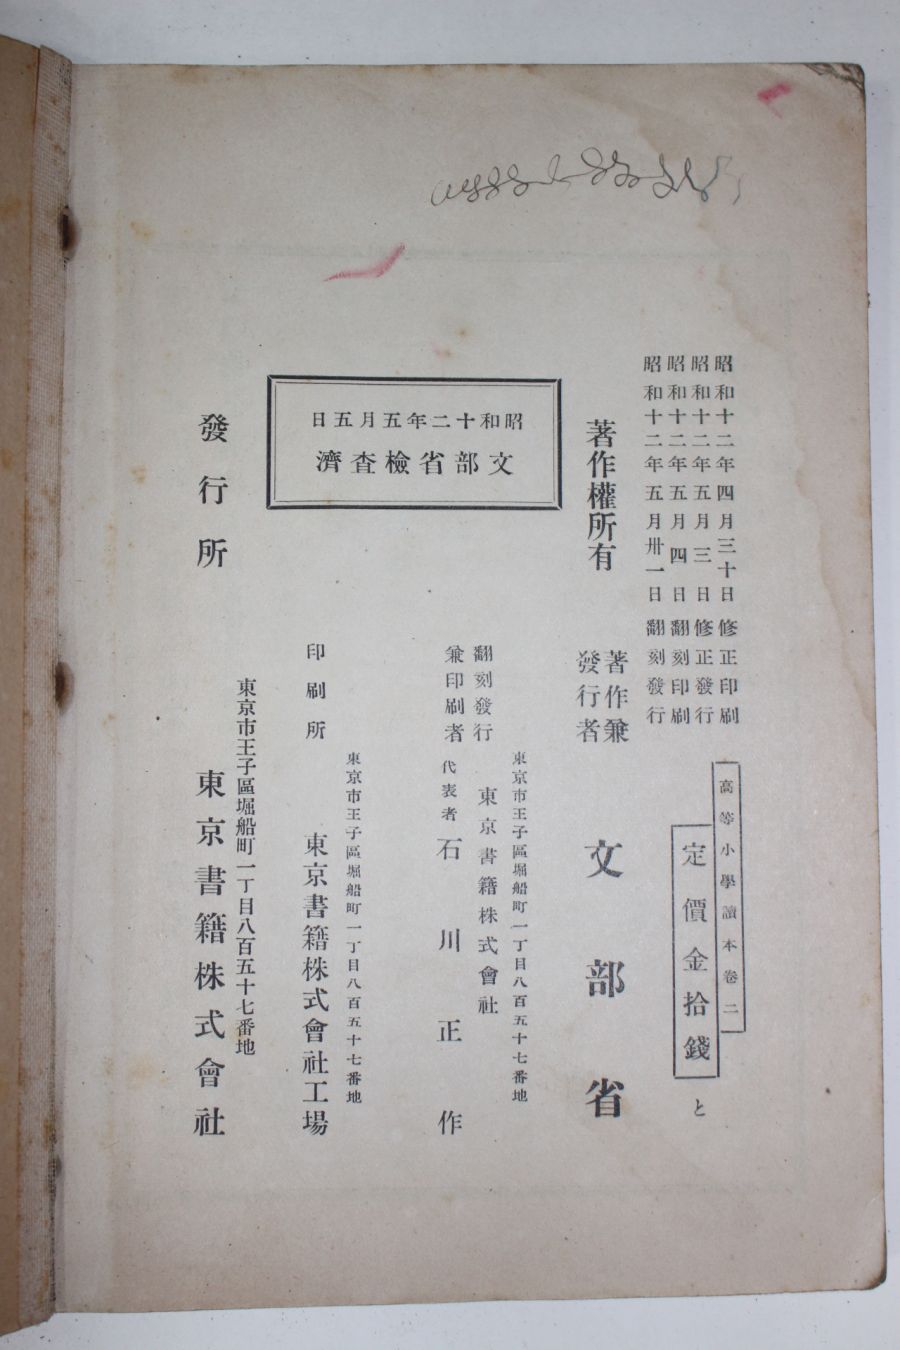 昭和十二年四月三十日修正印刷
昭和十二年五月三日修正發行
昭和十二年五月四日翻刻印刷
昭和十二年五月卅一日翻刻發行
高等小學讀本卷二
定價金拾錢
と
著作權所有
著作兼
發行者
文部省
昭和十二年五月五日
文部省檢查濟
東京市王子區堀船町一丁目八百五十七番地
翻刻發行
兼印刷者
東京書籍株式會社
代表者石川正作
東京市王子區堀船町一丁目八百五十七番地
印刷所
東京書籍株式會社工場
東京市王子區堀船町一丁目八百五十七番地
發行所
東京書籍株式會社